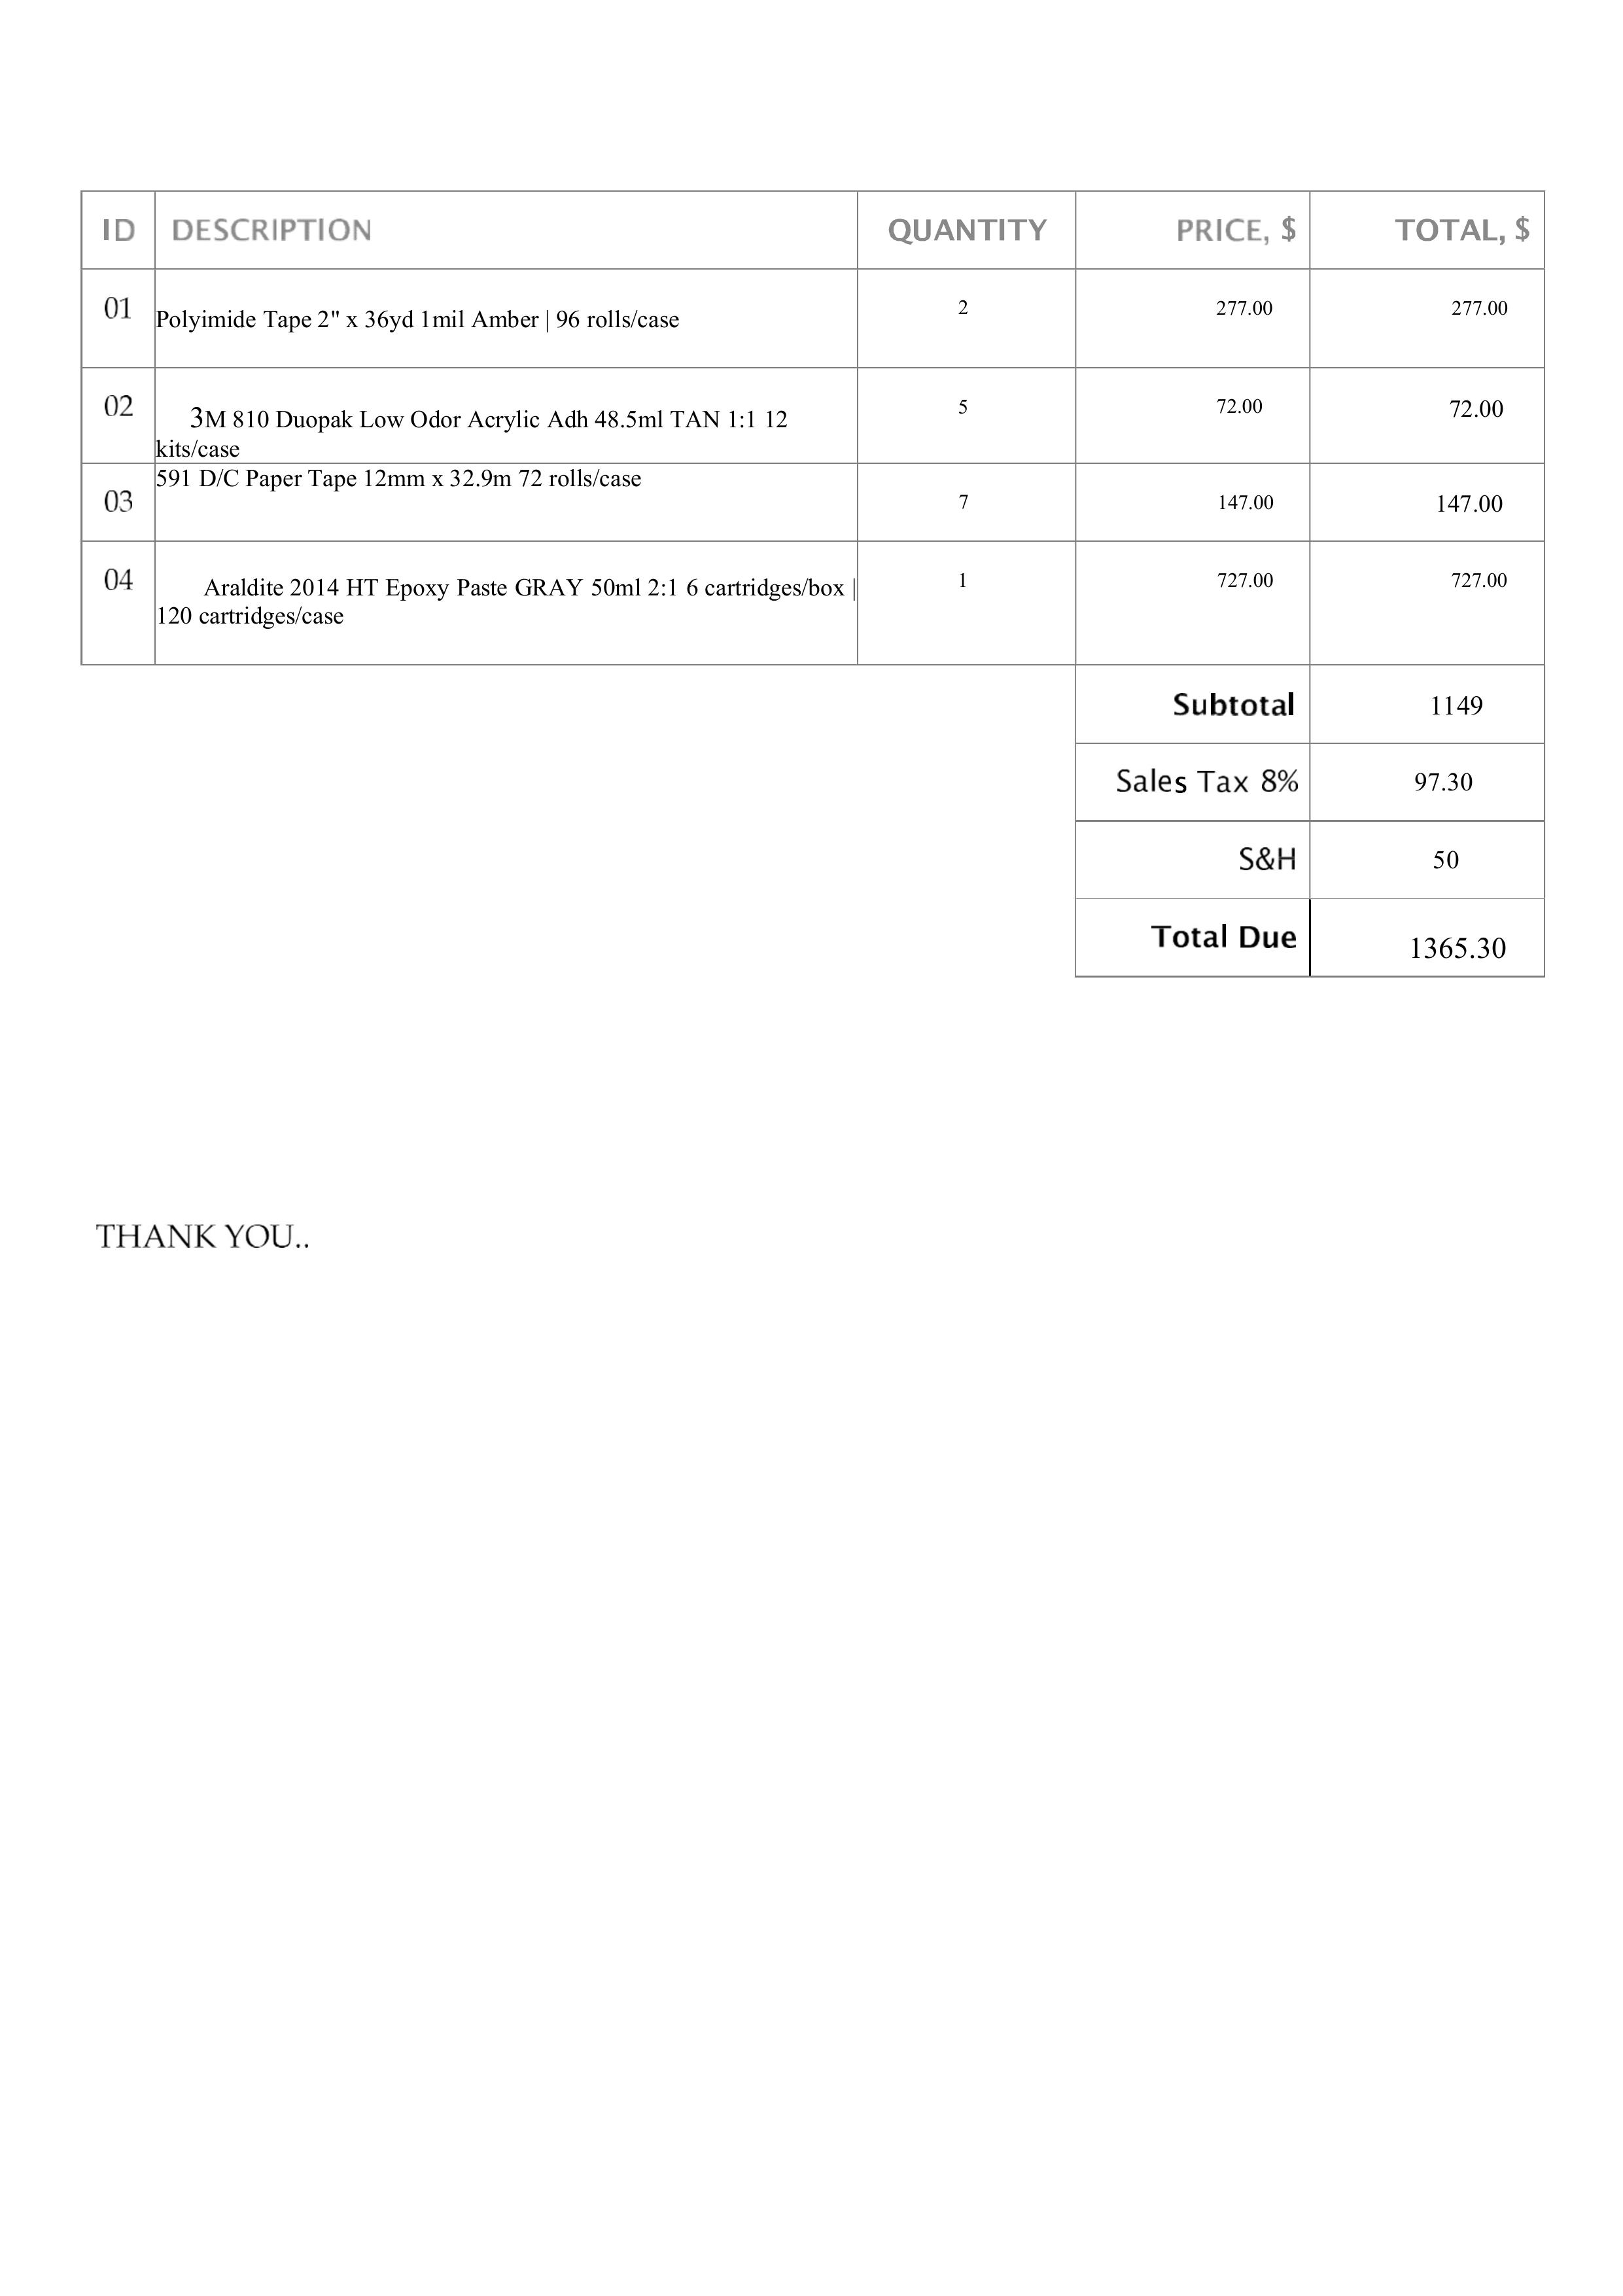 ID DESCRIPTION QUANTITY PRICE, $ TOTAL, $
01 Polyimide Tape 2" x 36yd 1mil Amber | 96 rolls/case 2 277.00 277.00
02 3M 810 Duopak Low Odor Acrylic Adh 48.5ml TAN 1:1 12 5 72.00 72.00
kits/case
591 D/C Paper Tape 12mm x 32.9m 72 rolls/case
03 7 147.00 147.00
04 Araldite 2014 HT Epoxy Paste GRAY 50ml 2:1 6 cartridges/box | 1 727.00 727.00
120 cartridges/case
Subtotal 1149
Sales Tax 8% 97.30
S&H 50
Total Due 1365.30
THANK YOU..